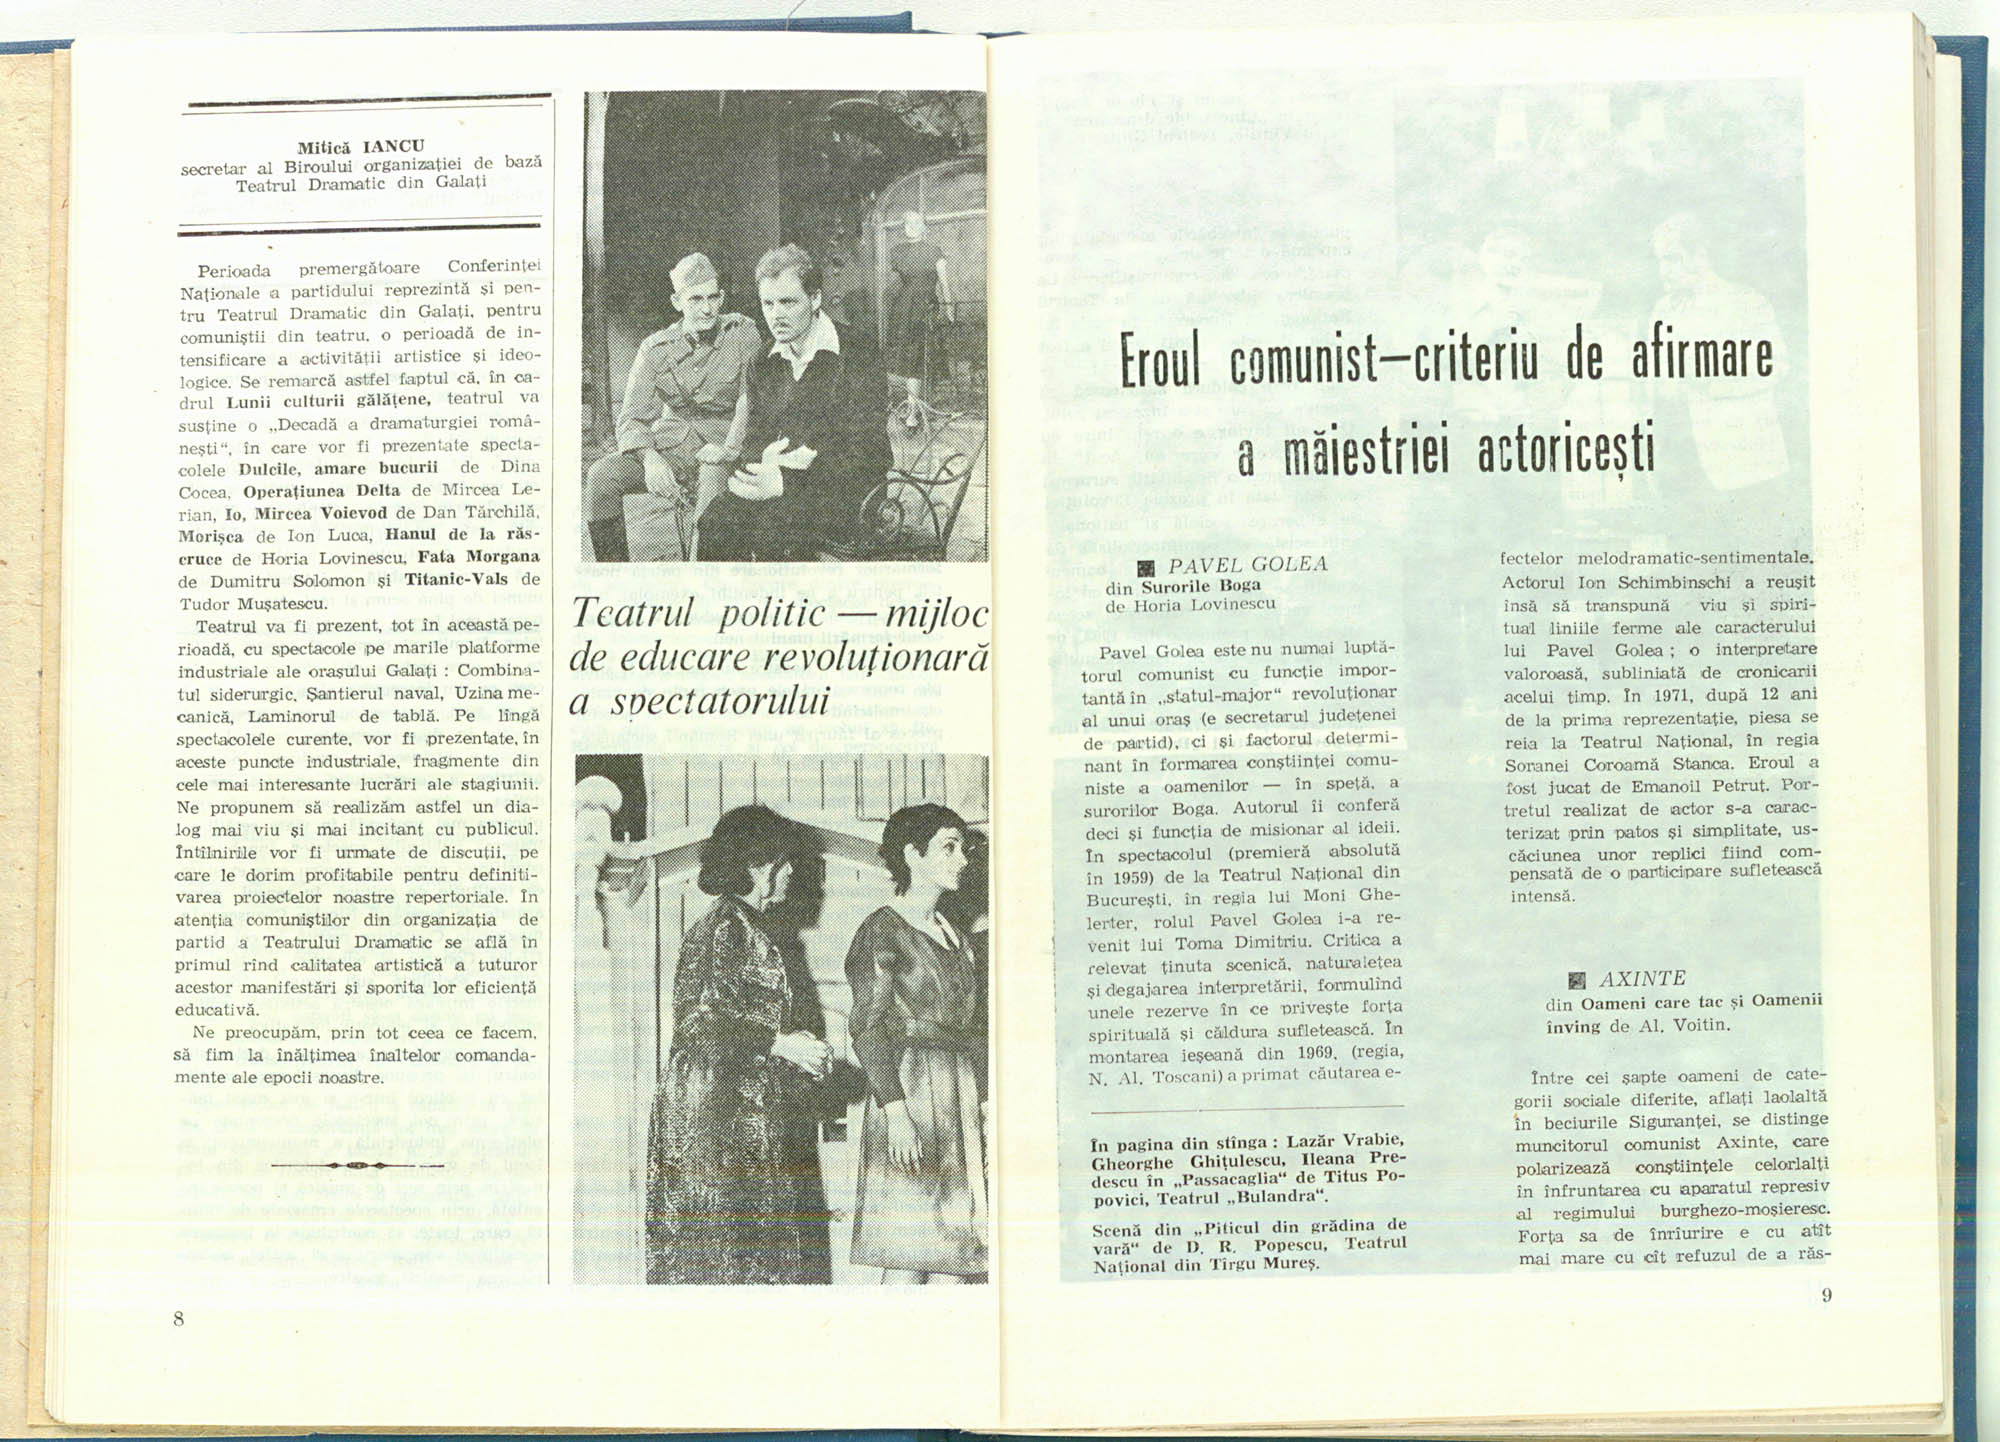 Mitică IANCU
secretar al Biroului organizației de bază
Teatrul Dramatic din Galați
Perioada premergătoare Conferinței
Naționale a partidului reprezintă și pen-
tru Teatrul Dramatic din Galați, pentru
comuniștii din teatru, o perioadă de in-
tensificare a activității artistice și ideo-
logice. Se remarcă astfel faptul că, în ca-
drul Lunii culturii gălățene, teatrul va
susține o „Decadă a dramaturgiei româ-
nești“, în care vor fi prezentate specta-
colele Dulcile, amare bucurii de Dina
Cocea, Operațiunea Delta de Mircea Le-
rian, Io, Mircea Voievod de Dan Tărchilă,
Morișca de Ion Luca, Hanul de la răs-
cruce de Horia Lovinescu, Fata Morgana
de Dumitru Solomon și Titanic-Vals de
Tudor Mușatescu.
Teatrul va fi prezent, tot în această pe-
rioadă, cu spectacole pe marile platforme
industriale ale orașului Galați : Combina-
tul siderurgic, Șantierul naval, Uzina me-
canică, Laminorul de tablă. Pe lîngă
spectacolele curente, vor fi prezentate, în
aceste puncte industriale, fragmente din
cele mai interesante lucrări ale stagiunii.
Ne propunem să realizăm astfel un dia-
log mai viu și mai incitant cu publicul.
Întîlnirile vor fi urmate de discuții, pe
care le dorim profitabile pentru definiti-
varea proiectelor noastre repertoriale. În
atenția comuniștilor din organizația de
partid a Teatrului Dramatic se află în
primul rînd calitatea artistică a tuturor
acestor manifestări și sporita lor eficiență
educativă.
Ne preocupăm, prin tot ceea ce facem,
să fim la înălțimea înaltelor comanda-
mente ale epocii noastre.
8
Teatrul politic — mijloc
de educare revoluționară
a spectatorului
Eroul comunist—criteriu de afirmare
a măiestriei actoricești
■ PAVEL GOLEA
din Surorile Boga
de Horia Lovinescu
Pavel Golea este nu numai luptă-
torul comunist cu funcție impor-
tantă în „statul-major“ revoluționar
al unui oraș (e secretarul județenei
de partid), ci și factorul determi-
nant în formarea conștiinței comu-
niste a oamenilor — în speță, a
surorilor Boga. Autorul îi conferă
deci și funcția de misionar al ideii.
În spectacolul (premieră absolută
în 1959) de la Teatrul Național din
București, în regia lui Moni Ghe-
lerter, rolul Pavel Golea i-a re-
venit lui Toma Dimitriu. Critica a
relevat ținuta scenică, naturalețea
și degajarea interpretării, formulînd
unele rezerve în ce privește forța
spirituală și căldura sufletească. În
montarea ieșeană din 1969, (regia,
N. Al. Toscani) a primat căutarea e-
În pagina din stînga : Lazăr Vrabie,
Gheorghe Ghițulescu, Ileana Pre-
descu în „Passacaglia“ de Titus Po-
povici, Teatrul „Bulandra“.
Scenă din „Piticul din grădina de
vară“ de D. R. Popescu, Teatrul
Național din Tîrgu Mureș.
fectelor melodramatic-sentimentale.
Actorul Ion Schimbinschi a reușit
însă să transpună viu și spiri-
tual liniile ferme ale caracterului
lui Pavel Golea ; o interpretare
valoroasă, subliniată de cronicarii
acelui timp. În 1971, după 12 ani
de la prima reprezentație, piesa se
reia la Teatrul Național, în regia
Soranei Coroamă Stanca. Eroul a
fost jucat de Emanoil Petruț. Por-
tretul realizat de actor s-a carac-
terizat prin patos și simplitate, us-
căciunea unor replici fiind com-
pensată de o participare sufletească
intensă.
■ AXINTE
din Oameni care tac și Oamenii
înving de Al. Voitin.
Între cei șapte oameni de cate-
gorii sociale diferite, aflați laolaltă
în beciurile Siguranței, se distinge
muncitorul comunist Axinte, care
polarizează conștiințele celorlalți
în înfruntarea cu aparatul represiv
al regimului burghezo-moșieresc.
Forța sa de înrîurire e cu atît
mai mare cu cît refuzul de a răs-
9